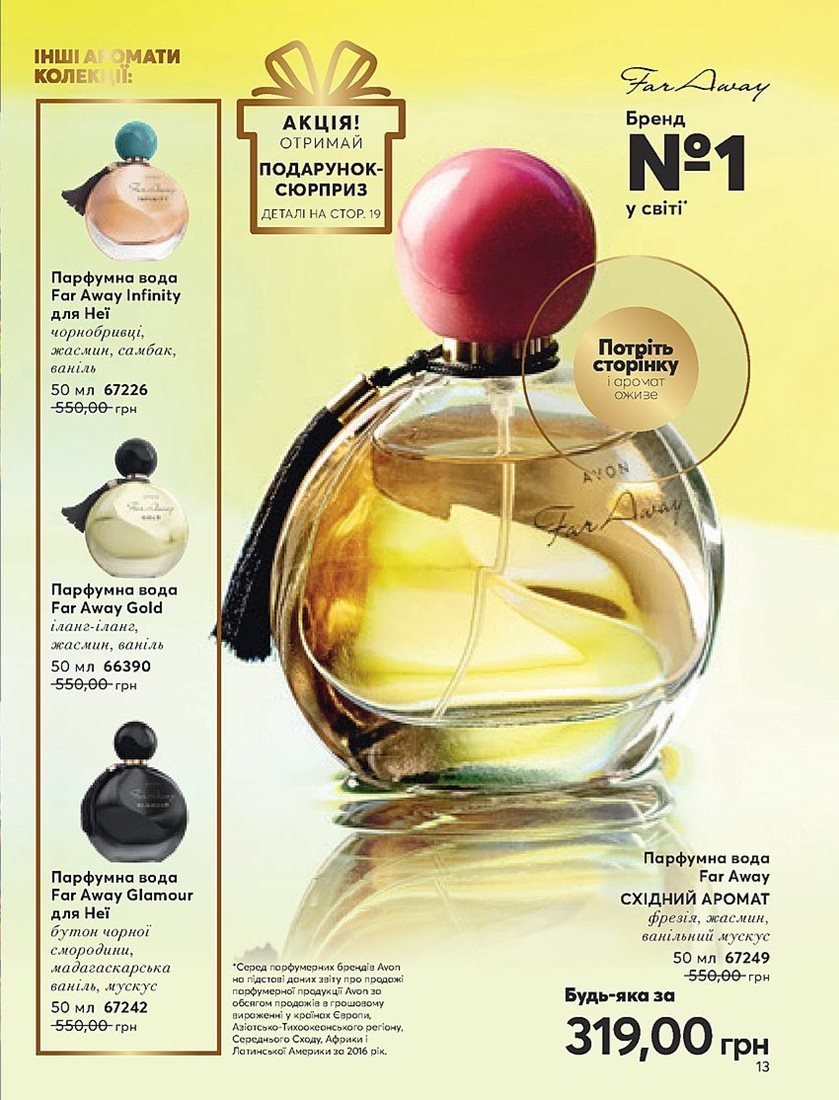 ІНШІ АРОМАТИ
КОЛЕКЦІЇ:
Парфумна вода
Far Away Infinity
для Неї
чорнобривці,
жасмин, самбак,
ваніль
50 мл 67226
550,00 грн
Парфумна вода
Far Away Gold
іланг-іланг,
жасмин, ваніль
50 мл 66390
550,00 грн
Парфумна вода
Far Away Glamour
для Неї
бутон чорної
смородини,
мадагаскарська
ваніль, мускус
50 мл 67242
550,00 грн
АКЦІЯ!
ОТРИМАЙ
ПОДАРУНОК-
СЮРПРИЗ
ДЕТАЛІ НА СТОР. 19
Far Away
Бренд
№1
у світі*
Потріть
сторінку
і аромат
оживе
AVON
Far Away
Парфумна вода
Far Away
СХІДНИЙ АРОМАТ
фрезія, жасмин,
ванільний мускус
50 мл 67249
550,00 грн
Будь-яка за
319,00 грн
*Серед парфумерних брендів Avon
на підставі даних звіту про продажі
парфумерної продукції Avon за
обсягом продажів в грошовому
вираженні у країнах Європи,
Азіатсько-Тихоокеанського регіону,
Середнього Сходу, Африки і
Латинської Америки за 2016 рік.
13